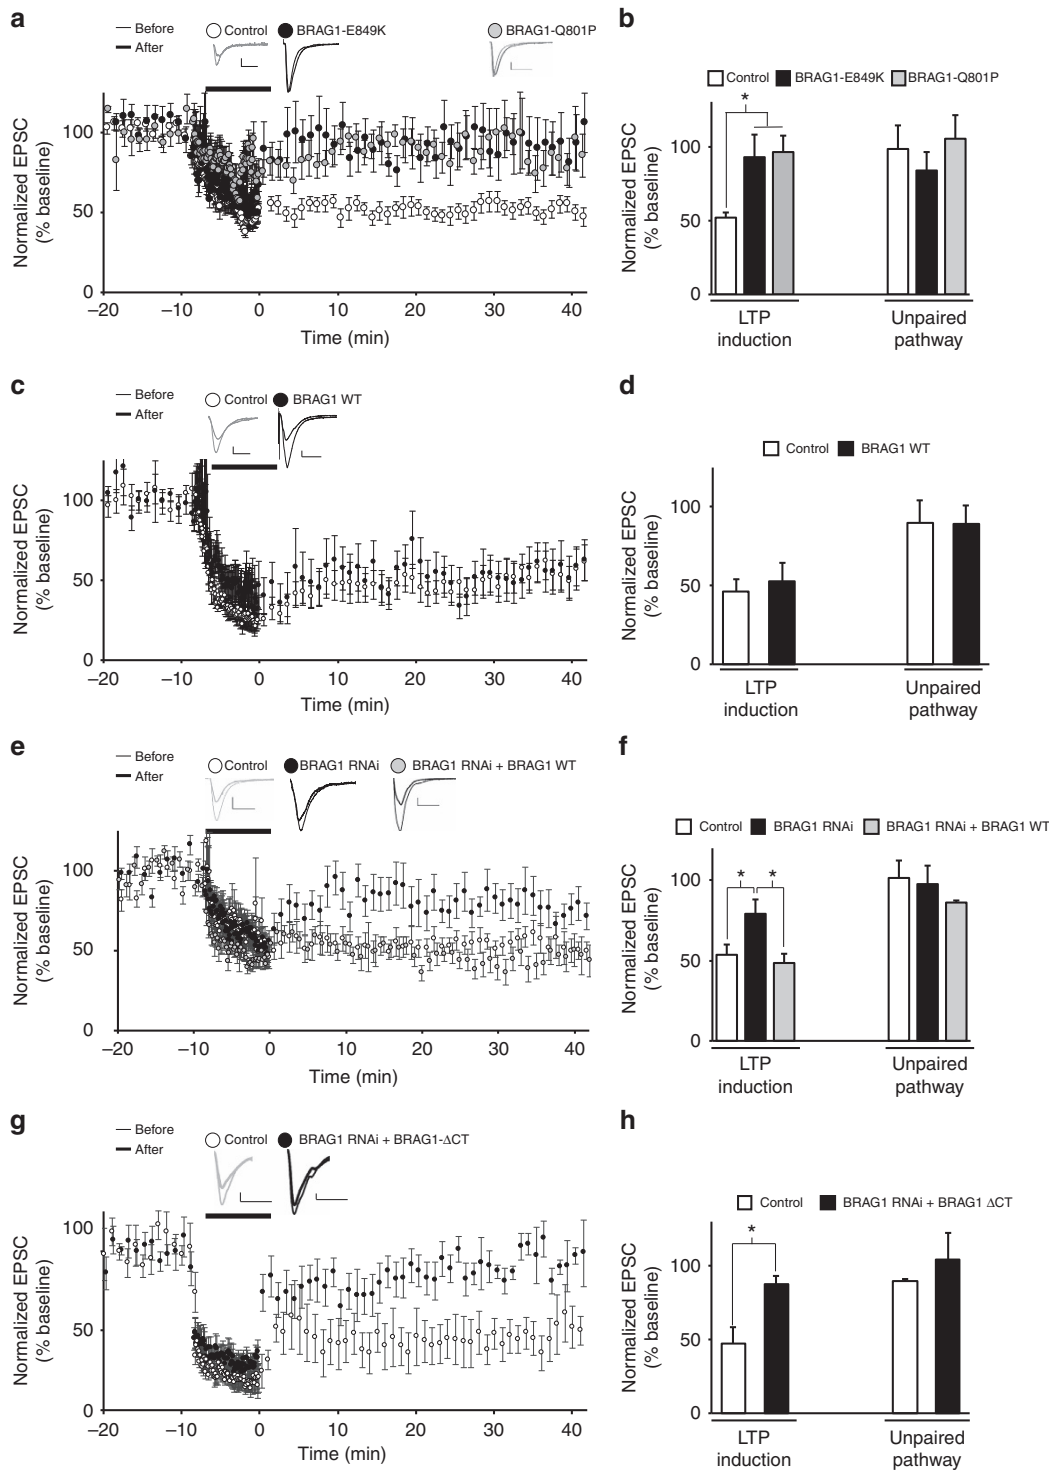 a
Before
After
Control
BRAG1-E849K
BRAG1-Q801P
Normalized EPSC
(% baseline)
100
50
0
–20
–10
0
10
20
30
40
Time (min)
b
Control
BRAG1-E849K
BRAG1-Q801P
*
Normalized EPSC
(% baseline)
100
50
0
LTP
induction
Unpaired
pathway
c
Before
After
Control
BRAG1 WT
Normalized EPSC
(% baseline)
100
50
0
–20
–10
0
10
20
30
40
Time (min)
d
Control
BRAG1 WT
Normalized EPSC
(% baseline)
100
50
0
LTP
induction
Unpaired
pathway
e
Before
After
Control
BRAG1 RNAi
BRAG1 RNAi + BRAG1 WT
Normalized EPSC
(% baseline)
100
50
0
–20
–10
0
10
20
30
40
Time (min)
f
Control
BRAG1 RNAi
BRAG1 RNAi + BRAG1 WT
*
*
Normalized EPSC
(% baseline)
100
50
0
LTP
induction
Unpaired
pathway
g
Before
After
Control
BRAG1 RNAi + BRAG1-ΔCT
Normalized EPSC
(% baseline)
100
50
0
–20
–10
0
10
20
30
40
Time (min)
h
Control
BRAG1 RNAi + BRAG1 ΔCT
*
Normalized EPSC
(% baseline)
100
50
0
LTP
induction
Unpaired
pathway